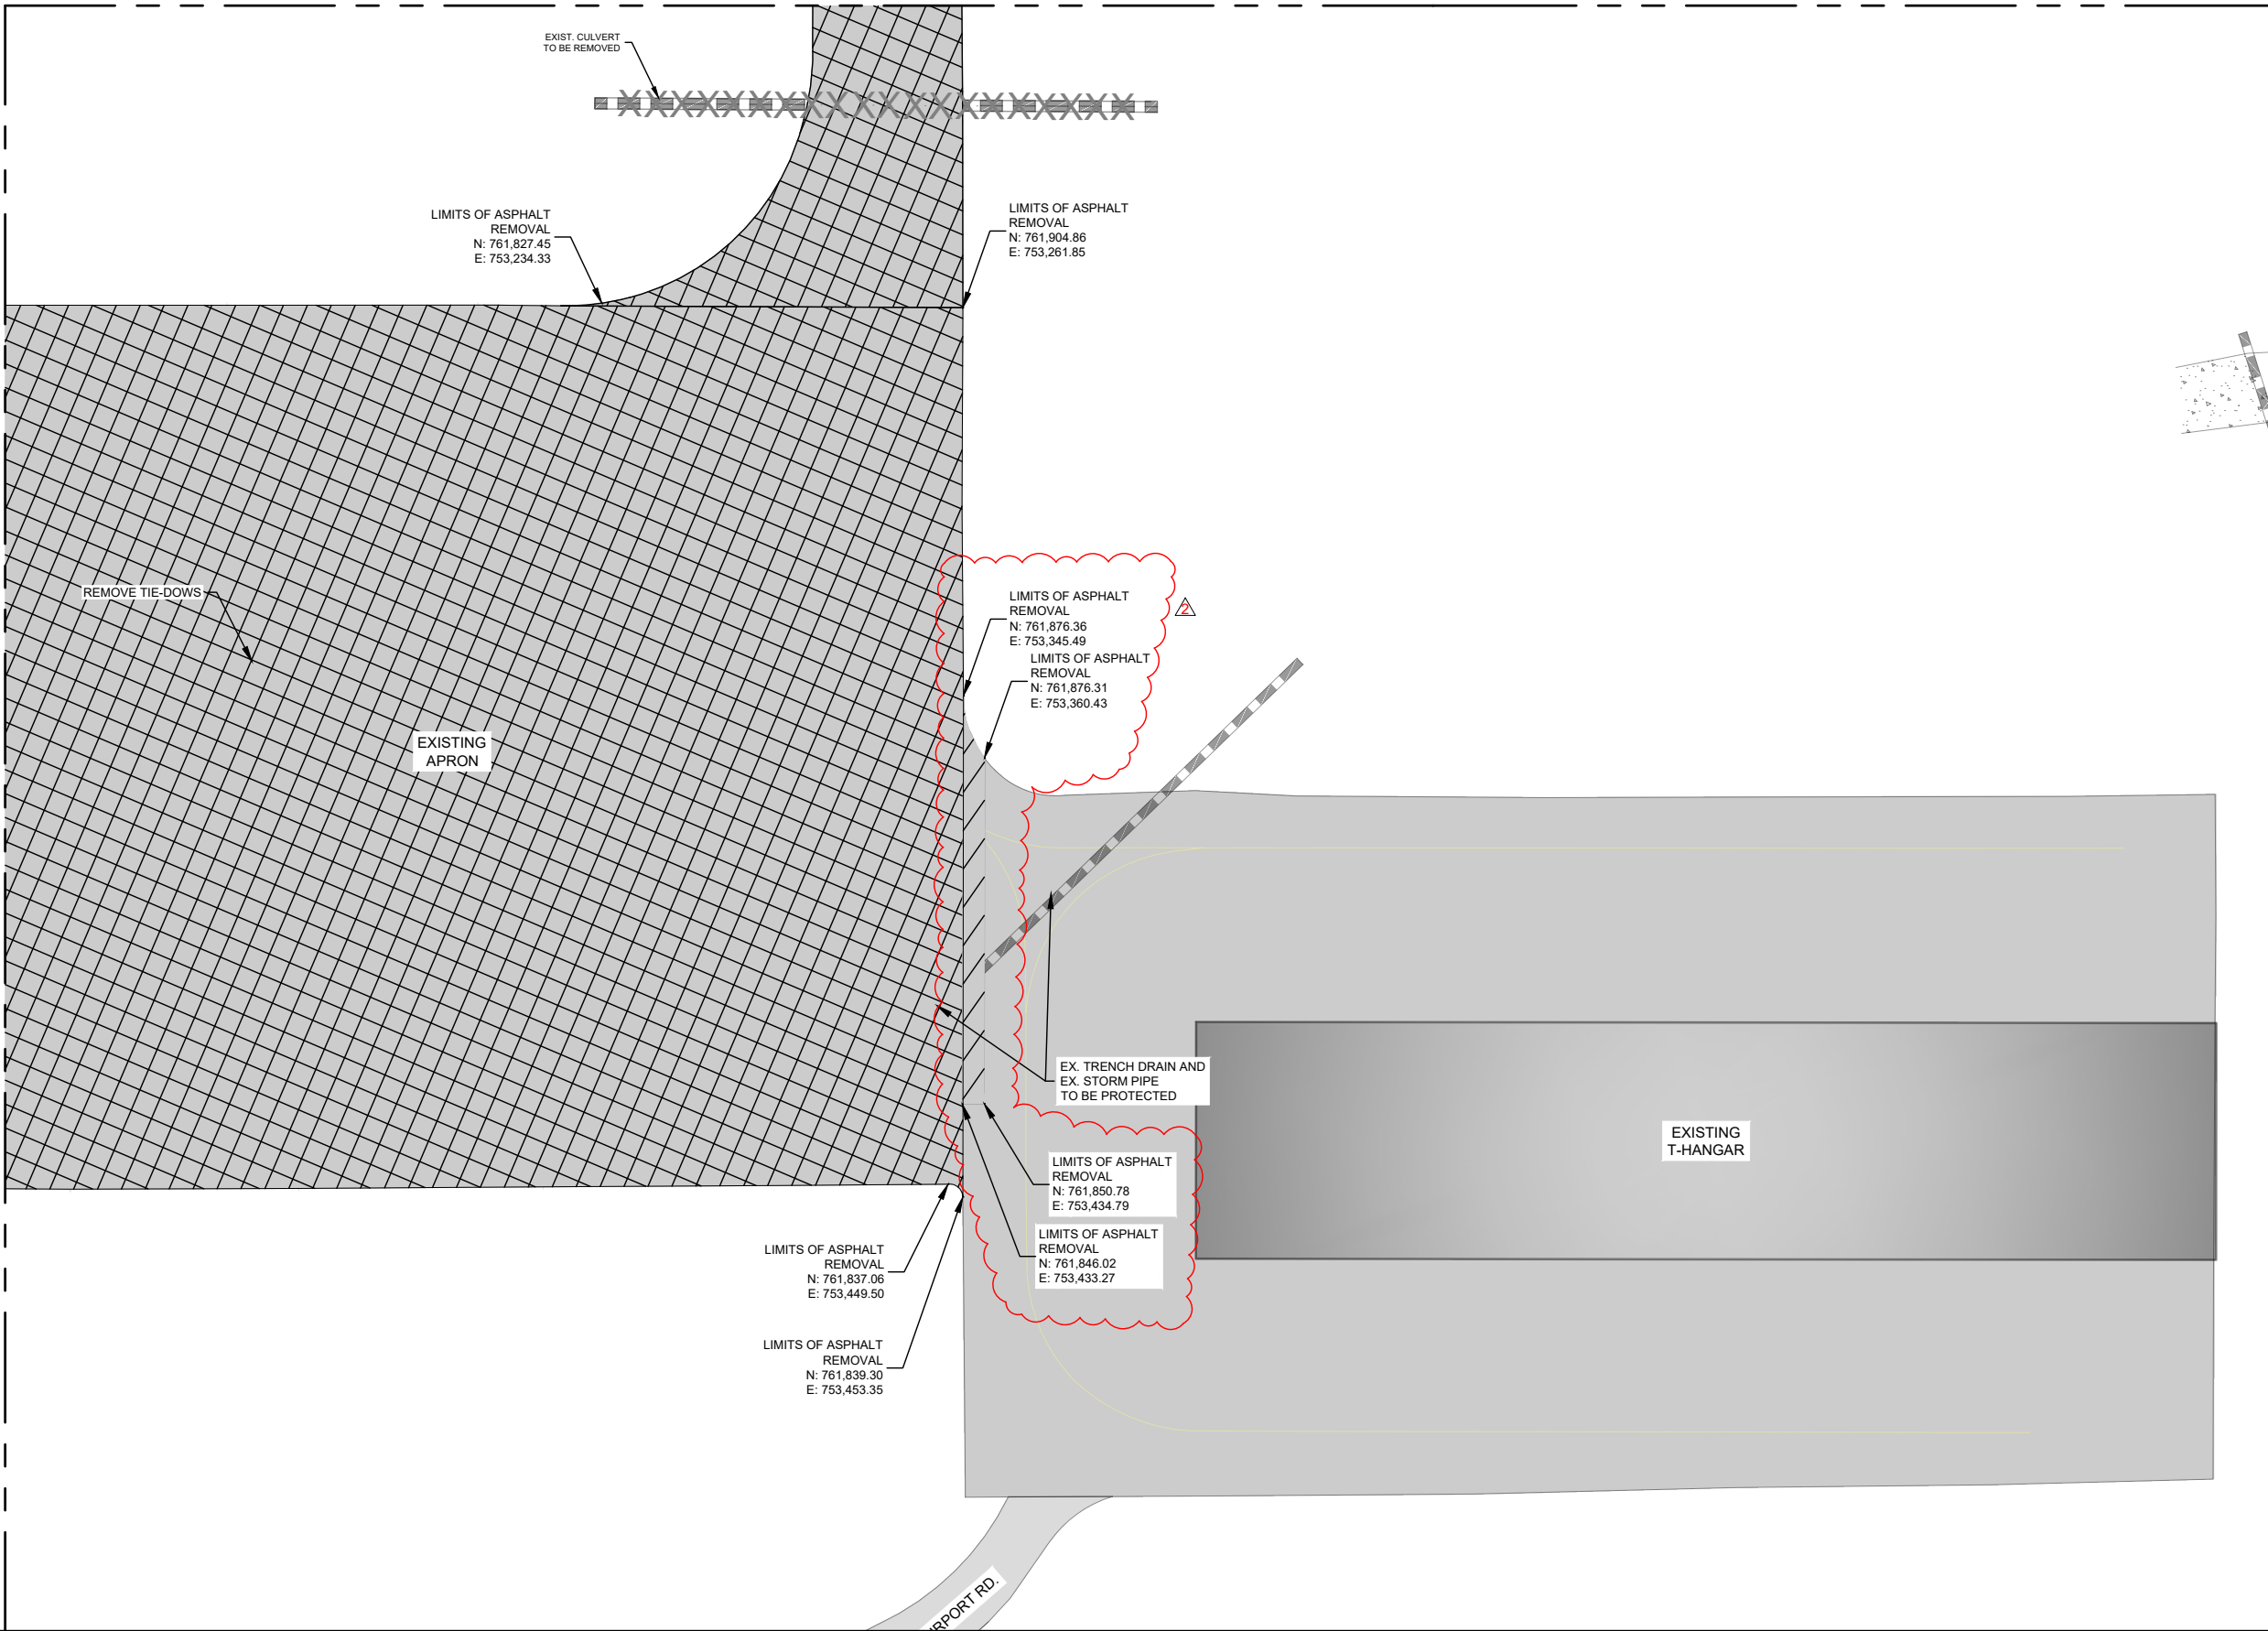 EXIST. CULVERT
TO BE REMOVED
LIMITS OF ASPHALT
REMOVAL
N: 761,827.45
E: 753,234.33
LIMITS OF ASPHALT
REMOVAL
N: 761,904.86
E: 753,261.85
REMOVE TIE-DOWS
LIMITS OF ASPHALT
REMOVAL
N: 761,876.36
E: 753,345.49
2
LIMITS OF ASPHALT
REMOVAL
N: 761,876.31
E: 753,360.43
EXISTING
APRON
EX. TRENCH DRAIN AND
EX. STORM PIPE
TO BE PROTECTED
EXISTING
T-HANGAR
LIMITS OF ASPHALT
REMOVAL
N: 761,850.78
E: 753,434.79
LIMITS OF ASPHALT
REMOVAL
N: 761,846.02
E: 753,433.27
LIMITS OF ASPHALT
REMOVAL
N: 761,837.06
E: 753,449.50
LIMITS OF ASPHALT
REMOVAL
N: 761,839.30
E: 753,453.35
RPORT RD.